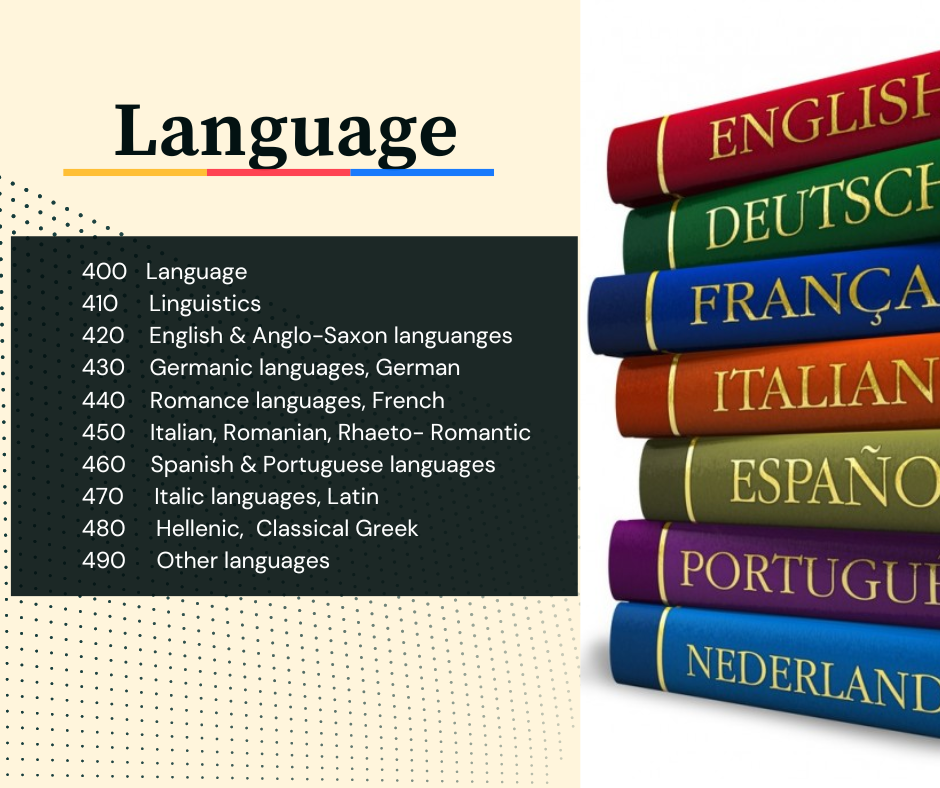 Language
400 Language
410 Linguistics
420 English & Anglo-Saxon languanges
430 Germanic languages, German
440 Romance languages, French
450 Italian, Romanian, Rhaeto- Romantic
460 Spanish & Portuguese languages
470 Italic languages, Latin
480 Hellenic, Classical Greek
490 Other languages
ENGLISH
DEUTSCH
FRANÇA
ITALIAN
ESPAÑO
PORTUGUÊ
NEDERLAND